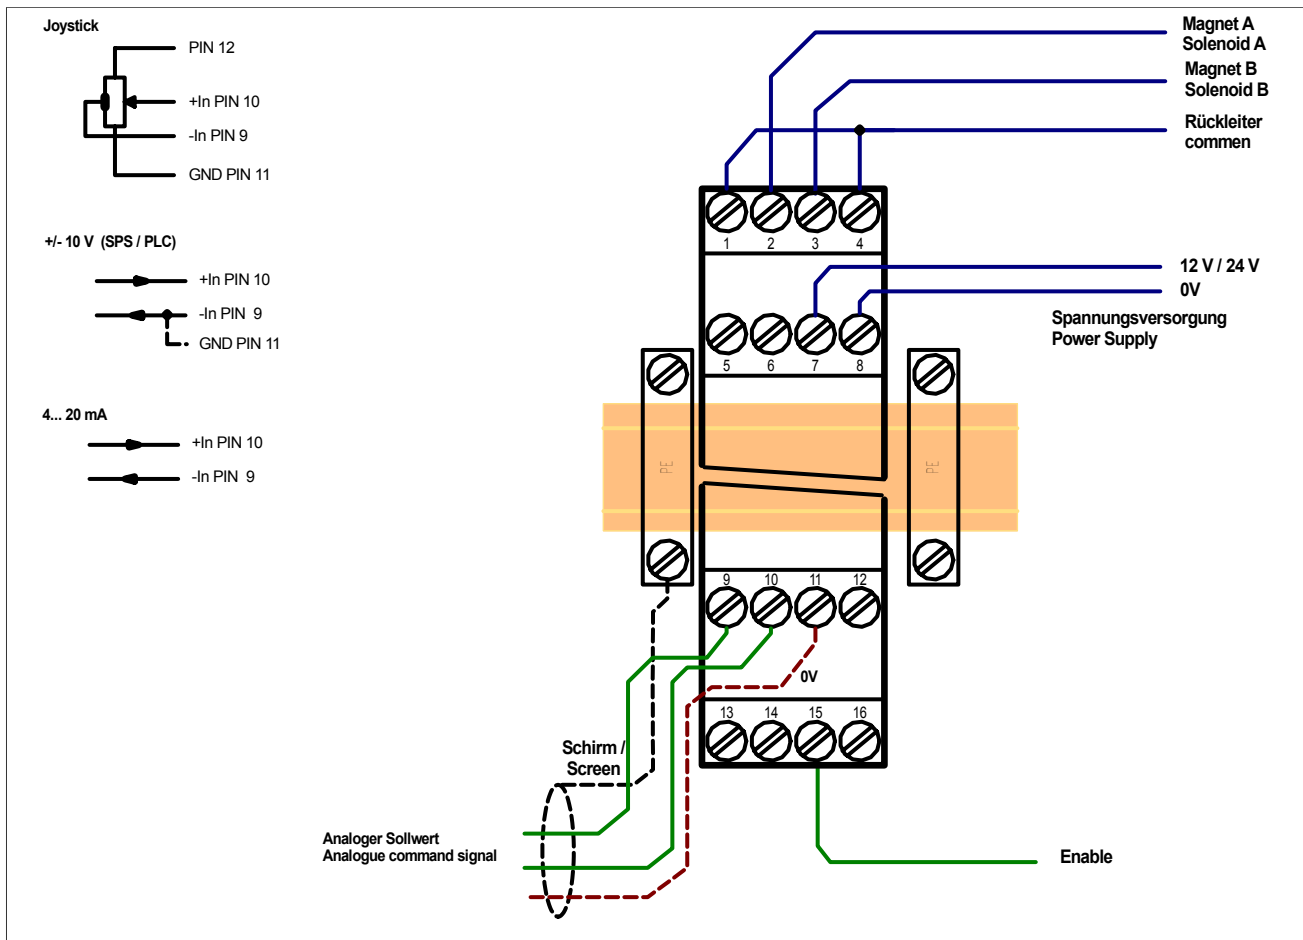 Joystick
PIN 12
+In PIN 10
-In PIN 9
GND PIN 11
+/- 10 V (SPS / PLC)
+In PIN 10
-In PIN 9
GND PIN 11
4... 20 mA
+In PIN 10
-In PIN 9
Magnet A
Solenoid A
Magnet B
Solenoid B
Rückleiter
commen
1 2 3 4
12 V / 24 V
0V
Spannungsversorgung
Power Supply
5 6 7 8
PE PE
9 10 11 12
0V
13 14 15 16
Schirm /
Screen
Analoger Sollwert
Analogue command signal
Enable